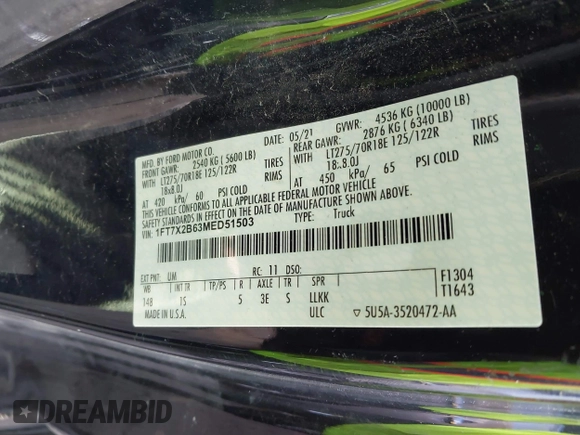 MFD. BY FORD MOTOR CO.
DATE: 05/21 GVWR: 4536 KG (10000 LB)
FRONT GAWR: 2540 KG ( 5600 LB) REAR GAWR: 2876 KG ( 6340 LB)
WITH LT275/70R18E 125/122R TIRES WITH LT275/70R18E 125/122R TIRES
18x8.0J RIMS 18x8.0J RIMS
AT 420 kPa/ 60 PSI COLD AT 450 kPa/ 65 PSI COLD
THIS VEHICLE CONFORMS TO ALL APPLICABLE FEDERAL MOTOR VEHICLE
SAFETY STANDARDS IN EFFECT ON THE DATE OF MANUFACTURE SHOWN ABOVE.
VIN: 1FT7X2B63MED51503 TYPE: Truck
F1304
T1643
EXT PNT: UM RC: 11 DSO:
WB INT TR TP/PS R AXLE TR SPR
148 1S 5 3E S LLKK
MADE IN U.S.A. ULC ▽5U5A-3520472-AA
DREAMBID